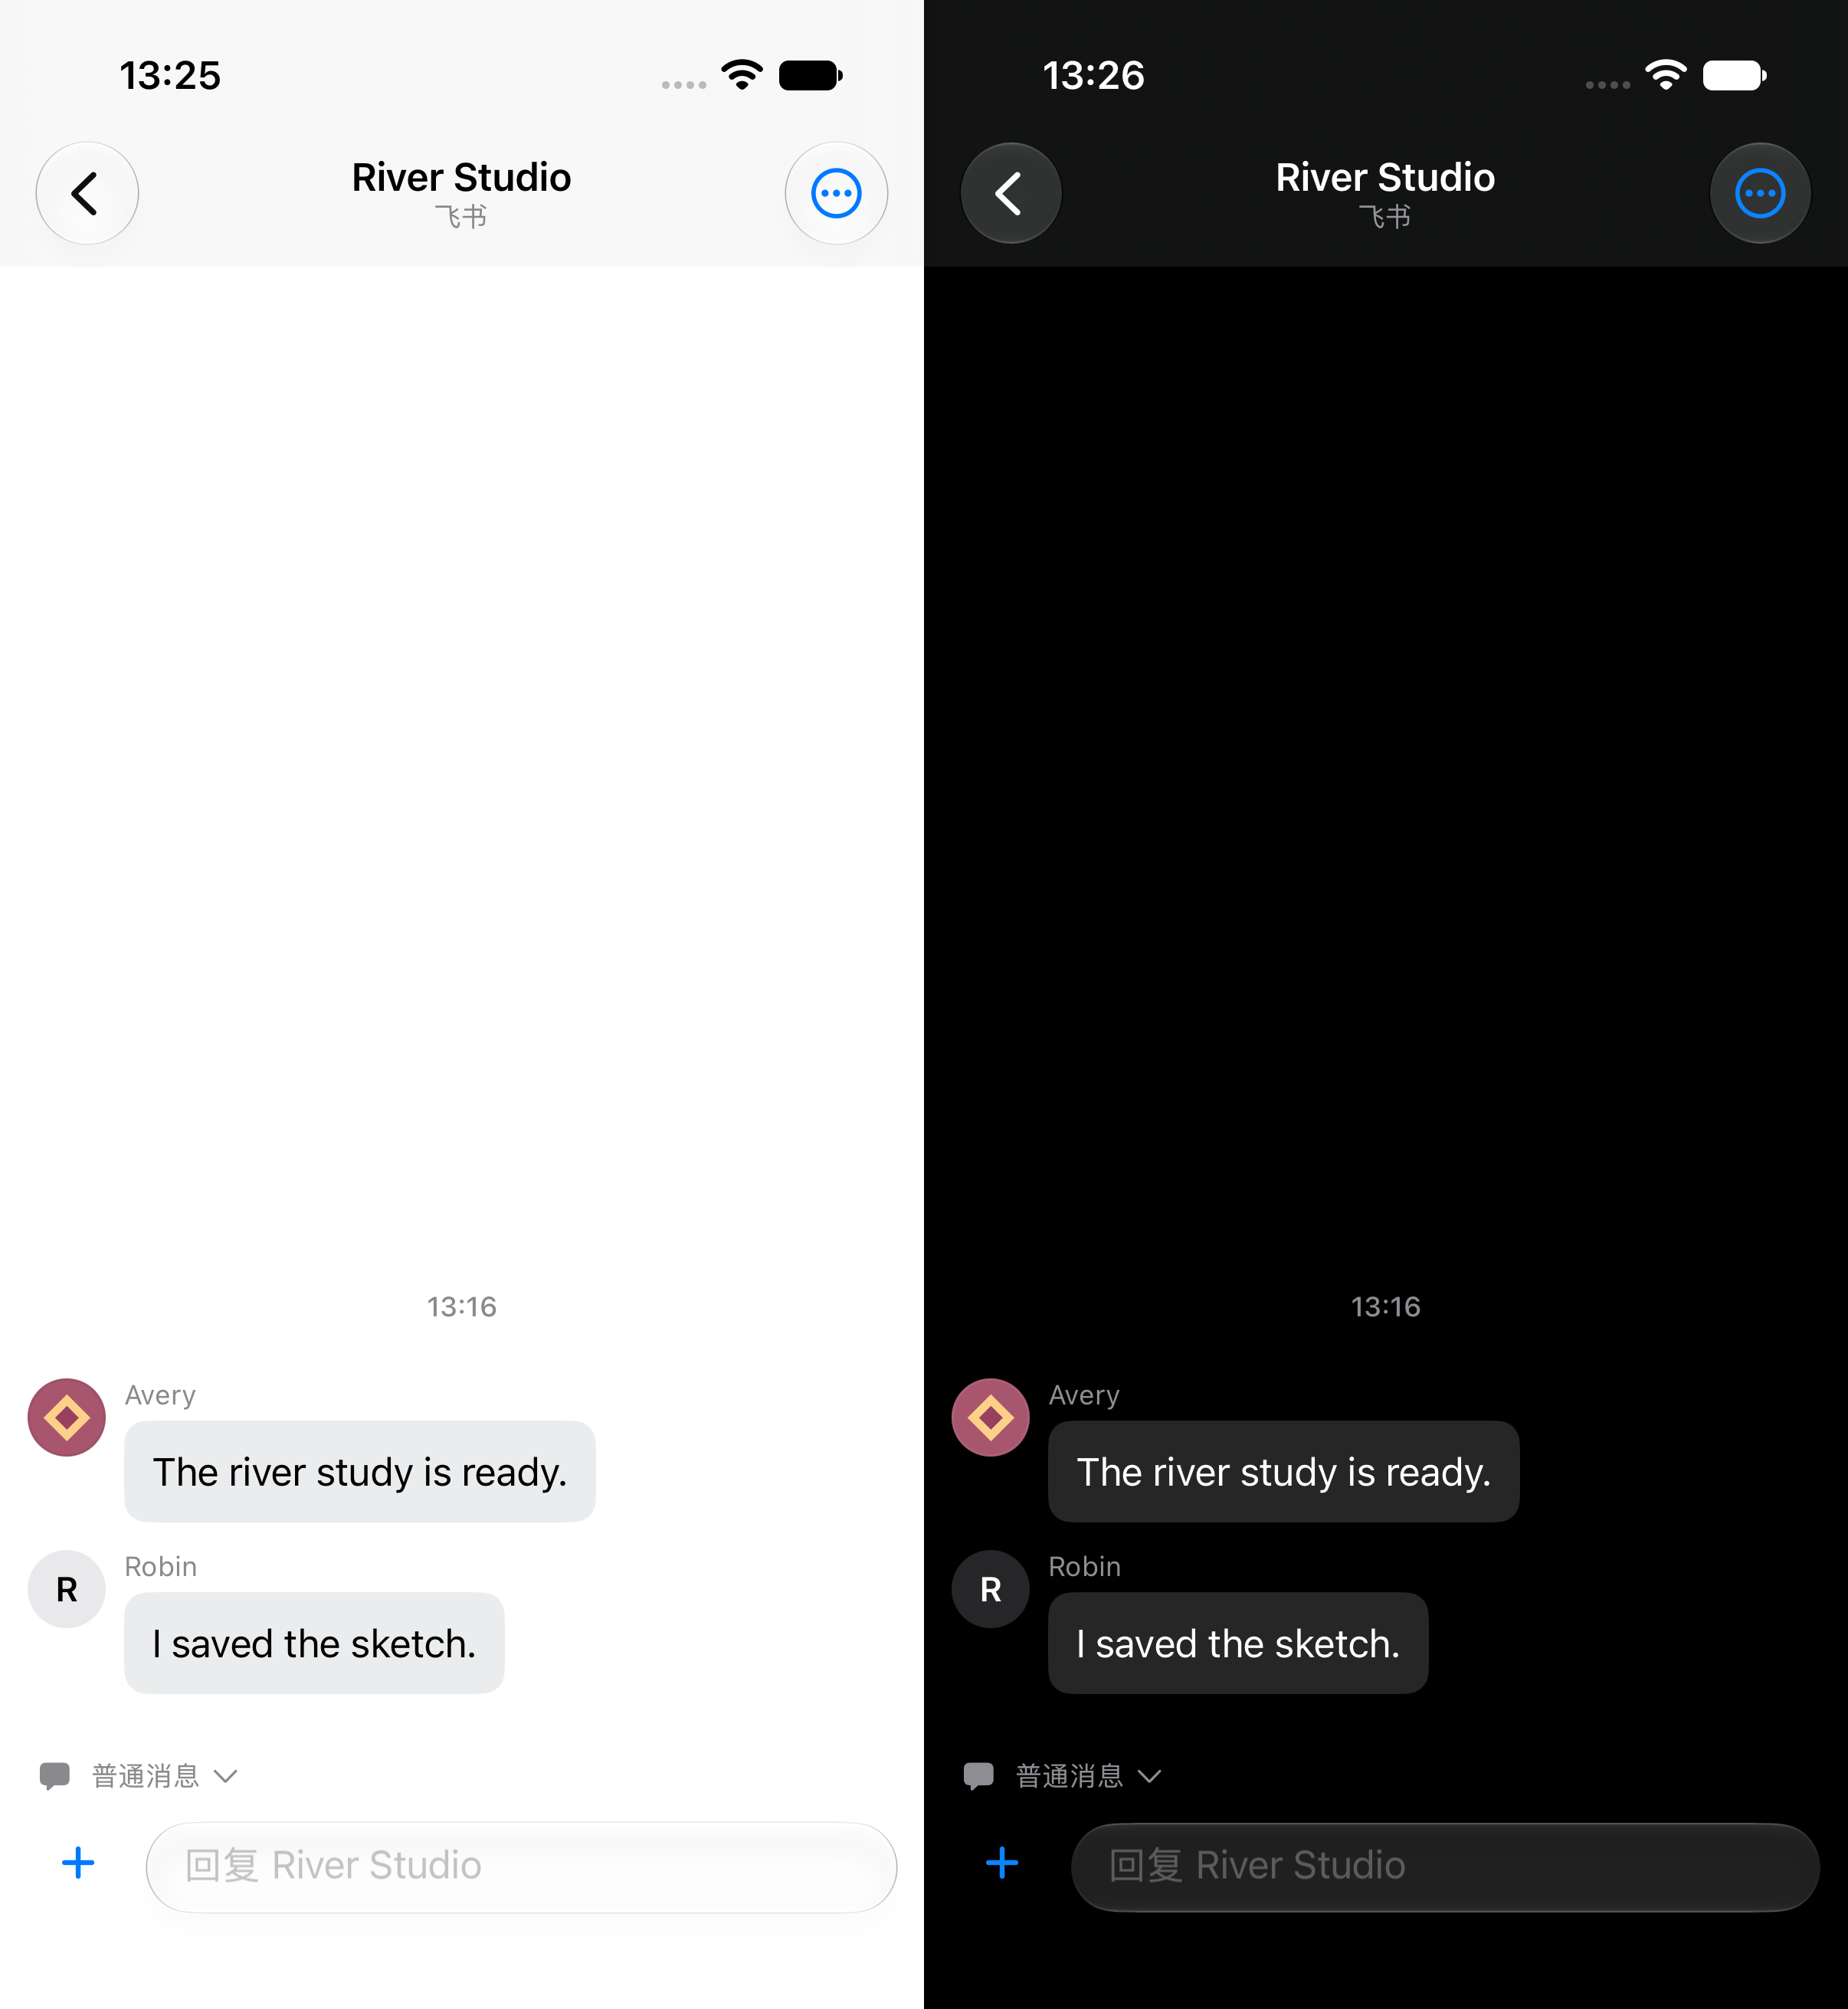 13:25
River Studio
飞书
13:16
Avery
The river study is ready.
R
Robin
I saved the sketch.
普通消息
回复 River Studio
13:26
River Studio
飞书
13:16
Avery
The river study is ready.
R
Robin
I saved the sketch.
普通消息
回复 River Studio